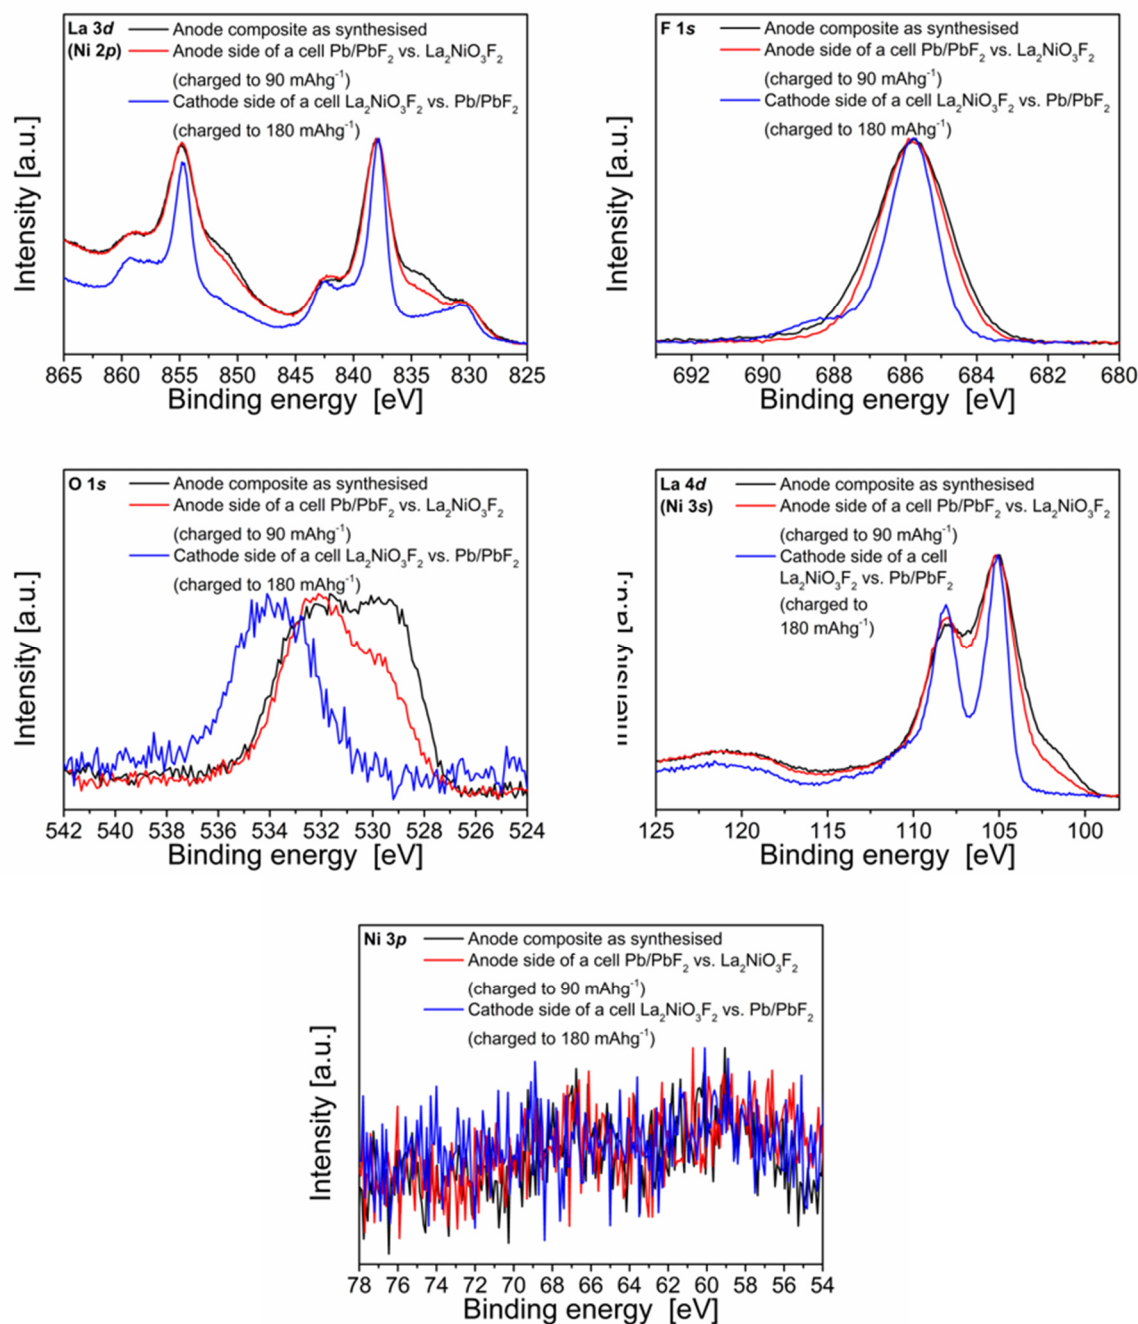 La 3d
(Ni 2p)
Anode composite as synthesised
Anode side of a cell Pb/PbF2 vs. La2NiO3F2
(charged to 90 mAhg-1)
Cathode side of a cell La2NiO3F2 vs. Pb/PbF2
(charged to 180 mAhg-1)
Intensity [a.u.]
865 860 855 850 845 840 835 830 825
Binding energy [eV]
F 1s
Anode composite as synthesised
Anode side of a cell Pb/PbF2 vs. La2NiO3F2
(charged to 90 mAhg-1)
Cathode side of a cell La2NiO3F2 vs. Pb/PbF2
(charged to 180 mAhg-1)
Intensity [a.u.]
692 690 688 686 684 682 680
Binding energy [eV]
O 1s
Anode composite as synthesised
Anode side of a cell Pb/PbF2 vs. La2NiO3F2
(charged to 90 mAhg-1)
Cathode side of a cell La2NiO3F2 vs. Pb/PbF2
(charged to 180 mAhg-1)
Intensity [a.u.]
542 540 538 536 534 532 530 528 526 524
Binding energy [eV]
La 4d
(Ni 3s)
Anode composite as synthesised
Anode side of a cell Pb/PbF2 vs. La2NiO3F2
(charged to 90 mAhg-1)
Cathode side of a cell
La2NiO3F2 vs. Pb/PbF2
(charged to
180 mAhg-1)
Intensity [a.u.]
125 120 115 110 105 100
Binding energy [eV]
Ni 3p
Anode composite as synthesised
Anode side of a cell Pb/PbF2 vs. La2NiO3F2
(charged to 90 mAhg-1)
Cathode side of a cell La2NiO3F2 vs. Pb/PbF2
(charged to 180 mAhg-1)
Intensity [a.u.]
78 76 74 72 70 68 66 64 62 60 58 56 54
Binding energy [eV]